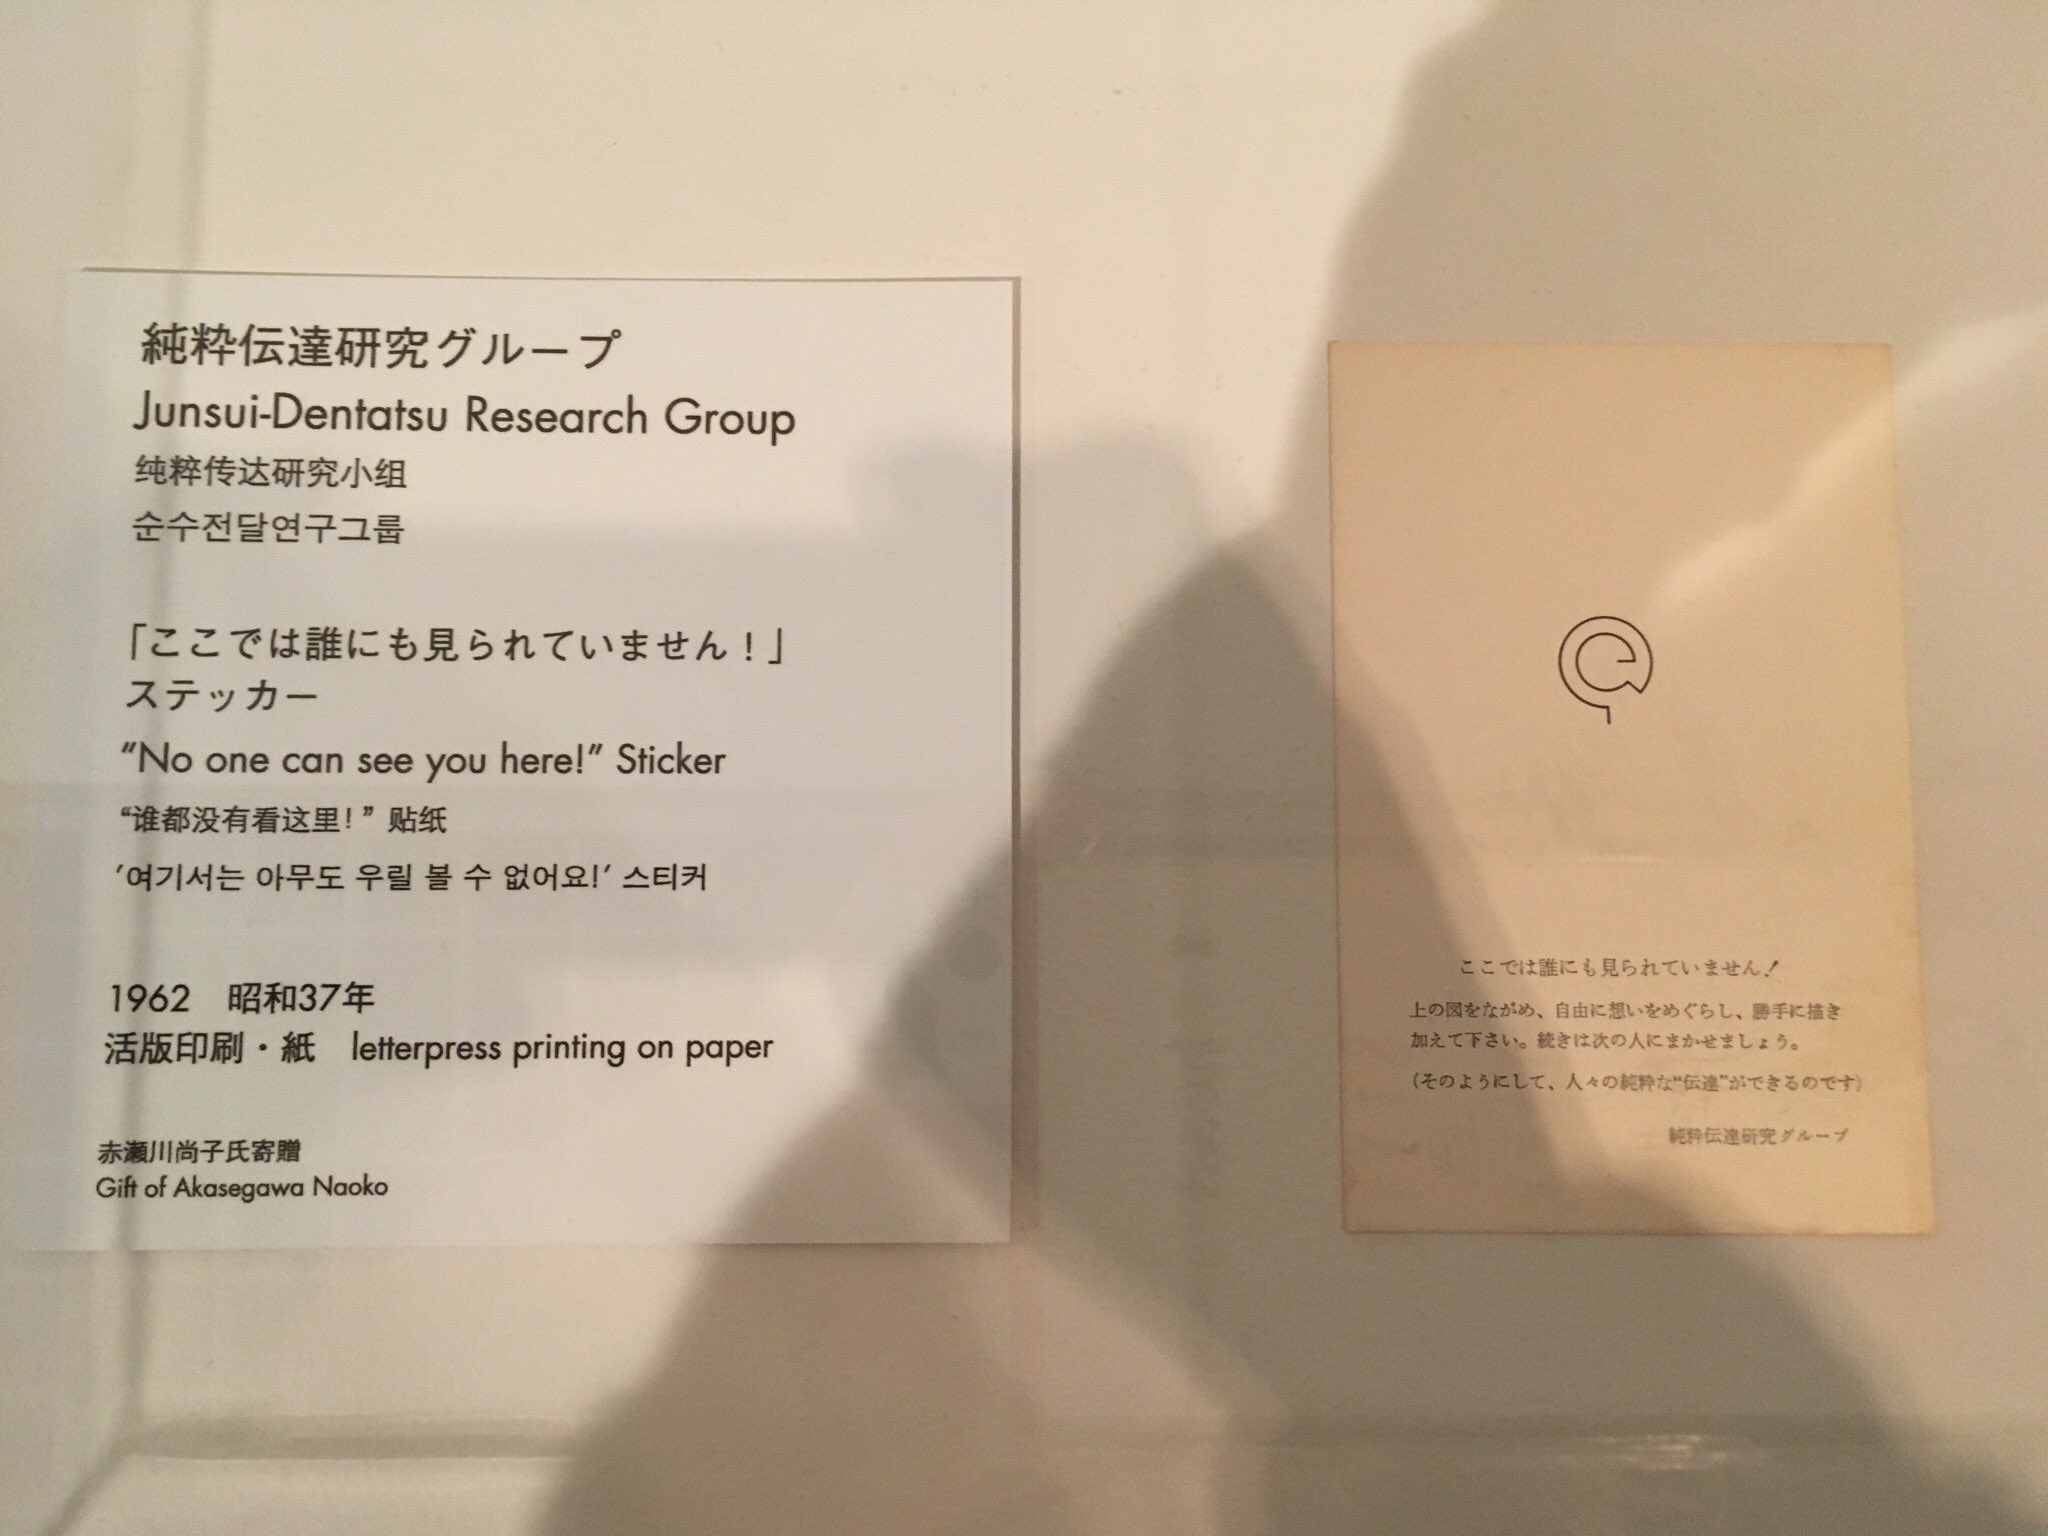 純粋伝達研究グループ
Junsui-Dentatsu Research Group
纯粹传达研究小组
순수전달연구그룹
「ここでは誰にも見られていません！」
ステッカー
“No one can see you here!” Sticker
“谁都没有看这里！” 贴纸
‘여기서는 아무도 우릴 볼 수 없어요!’ 스티커
1962　昭和37年
活版印刷・紙　letterpress printing on paper
赤瀬川尚子氏寄贈
Gift of Akasegawa Naoko
ここでは誰にも見られていません！
上の図をながめ、自由に想いをめぐらし、勝手に描き
加えて下さい。続きは次の人にまかせましょう。
（そのようにして、人々の純粋な“伝達”ができるのです）
純粋伝達研究グループ